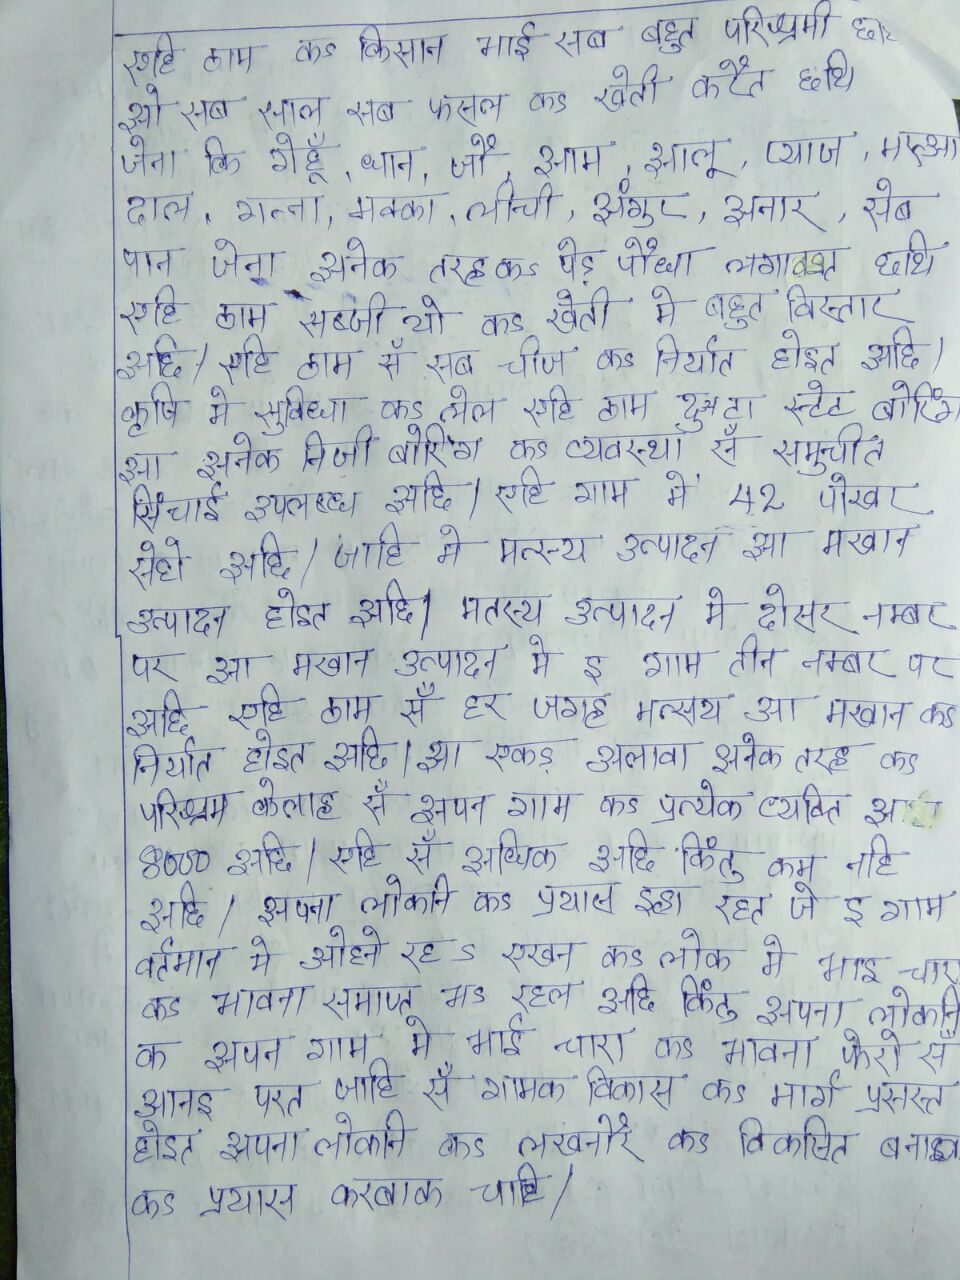 एहि ठाम कऽ किसान भाई सब बहुत परिश्रमी
ओ सब साल सब फसल कऽ खेती करैत छथि
जेना कि गेहूँ, धान, जौ, आम, आलू, प्याज, मरुआ
दाल, गन्ना, मक्का, लीची, अंगुर, अनार, सेब
पान जेना अनेक तरह कऽ पेड़ पौधा लगावैत छथि
एहि ठाम सब्जी यो कऽ खेती मे बहुत विस्तार
अछि/ एहि ठाम सँ सब चीज कऽ निर्यात होइत अछि/
कृषि मे सुविधा कऽ लेल एहि ठाम दुअटा स्टेट बोरिंग
आ अनेक निजी बोरिंग कऽ व्यवस्था सँ समुचीत
सिंचाई उपलब्ध अछि/ एहि गाम मे 42 पोखर
सेहो अछि/ जाहि मे मत्स्य उत्पादन आ मखान
उत्पादन होइत अछि/ मतस्य उत्पादन मे दोसर नम्बर
पर आ मखान उत्पादन मे इ गाम तीन नम्बर पर
अछि एहि ठाम सँ हर जगह मत्सय आ मखान कऽ
निर्यात होइत अछि/ आ एकड़ अलावा अनेक तरह कऽ
परिश्रम केलाह सँ अपन गाम कऽ प्रत्येक व्यक्ति
8000 अछि/ एहि सँ अधिक अछि किंतु कम नहि
अछि/ अपना लोकनि कऽ प्रयास इहा रहत जे इ गाम
वर्तमान मे ओहने रहऽ एखन कऽ लोक मे भाइ चारा
कऽ भावना समाप्त भऽ रहल अछि किंतु अपना लोकनि
क अपन गाम मे भाई चारा कऽ भावना फेरो सँ
आनइ परत जाहि सँ गामक विकास कऽ मार्ग प्रसस्त
होइत अपना लोकनि कऽ लखनौर कऽ विकसित बनाबऽ
कऽ प्रयास करबाक चाहि/